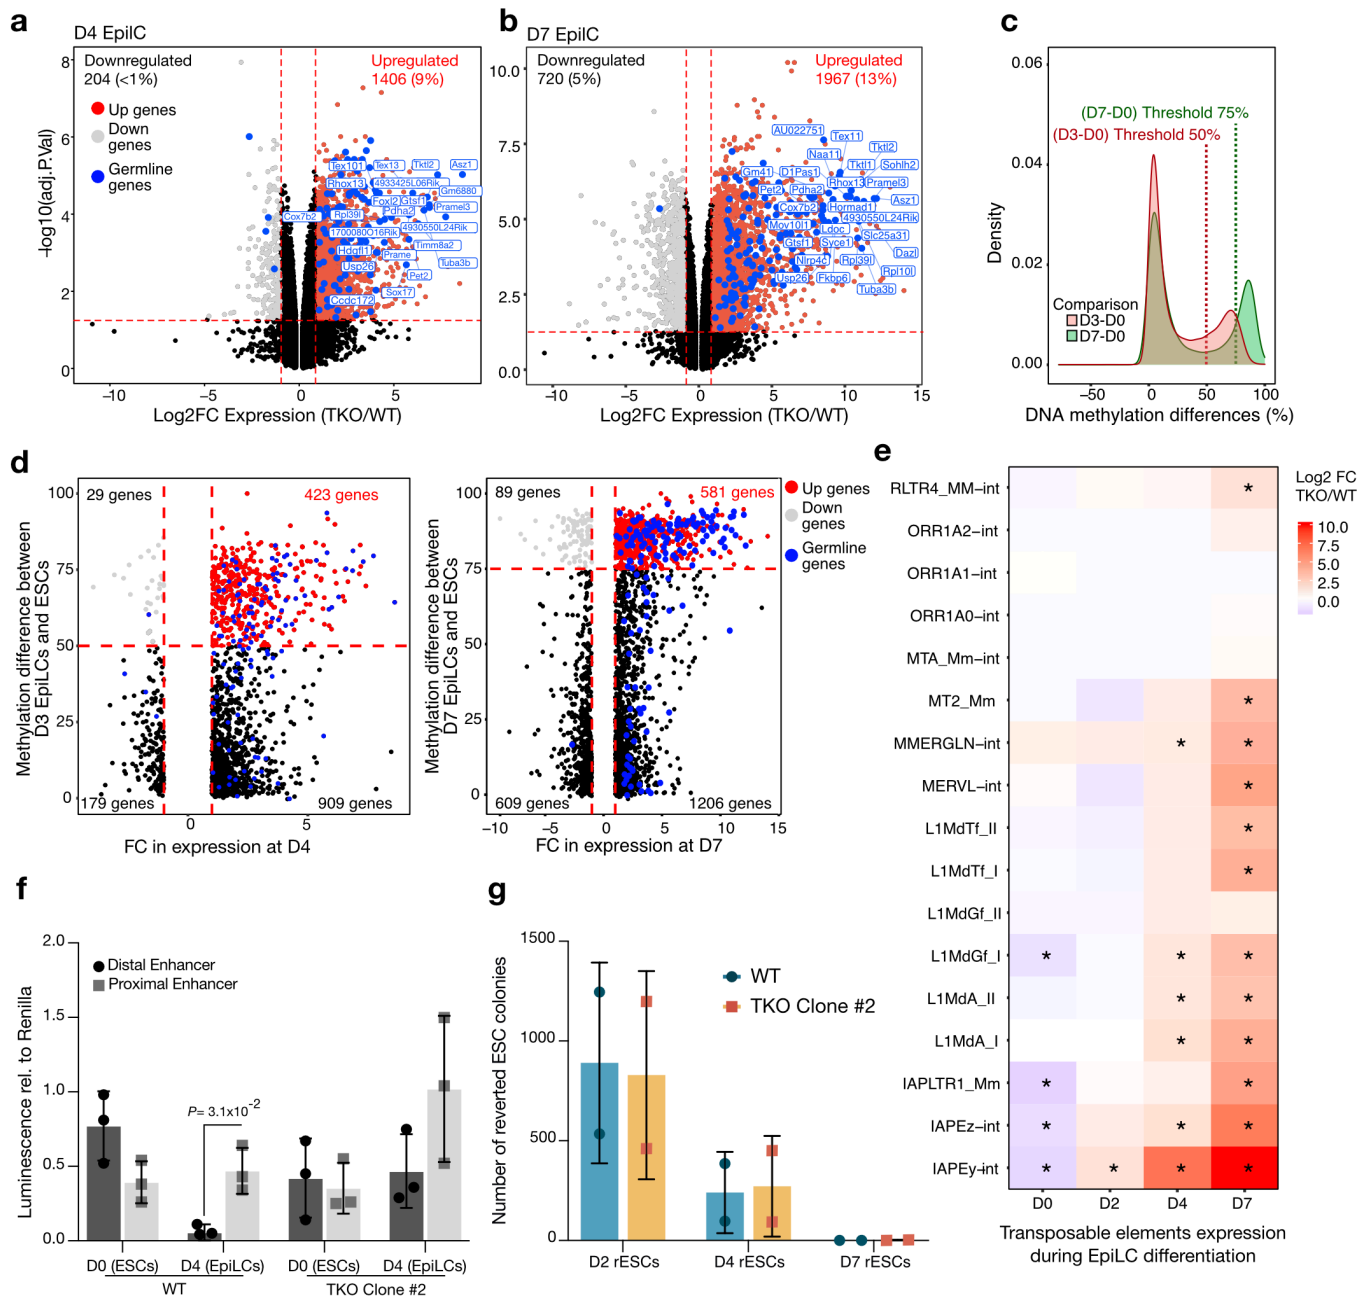 a
D4 EpilC
Downregulated
204 (<1%)
Upregulated
1406 (9%)
Up genes
Down
genes
Germline
genes
-log10(adj.P.Val)
8
6
4
2
0
Tex101
Tex13
Tktl2
Asz1
Rhox13
4933425L06Rik
Gm6880
Foxl2
Gtsf1
Pramel3
Cox7b2
Rpl39l
Pdha2
1700080O16Rik
4930550L24Rik
Timm8a2
Prame
Tuba3b
Usp26
Pet2
Sox17
Ccdc172
−10
−5
0
5
Log2FC Expression (TKO/WT)
b
D7 EpilC
Downregulated
720 (5%)
Upregulated
1967 (13%)
10.0
7.5
5.0
2.5
0.0
AU022751
Tex11
Naa11
Tktl2
Gm41
D1Pas1
Tktl1
Sohlh2
Pet2
Pdha2
Rhox13
Pramel3
Cox7b2
Hormad1
Asz1
Mov10l1
Ldoc
4930550L24Rik
Gtsf1
Syce1
Slc25a31
Nlrp4c
Rpl39l
Dazl
Usp26
Fkbp6
Rpl10l
Tuba3b
−10
−5
0
5
10
15
Log2FC Expression (TKO/WT)
c
0.06
0.04
0.02
0.00
Density
(D7-D0) Threshold 75%
(D3-D0) Threshold 50%
Comparison
D3-D0
D7-D0
−50
0
50
100
DNA methylation differences (%)
d
Methylation difference between
D3 EpiLCs and ESCs
100
75
50
25
0
29 genes
423 genes
179 genes
909 genes
0
5
FC in expression at D4
Methylation difference between
D7 EpiLCs and ESCs
100
75
50
25
0
89 genes
581 genes
609 genes
1206 genes
−10
−5
0
5
10
15
FC in expression at D7
Up genes
Down
genes
Germline
genes
e
RLTR4_MM−int
ORR1A2−int
ORR1A1−int
ORR1A0−int
MTA_Mm−int
MT2_Mm
MMERGLN−int
MERVL−int
L1MdTf_II
L1MdTf_I
L1MdGf_II
L1MdGf_I
L1MdA_II
L1MdA_I
IAPLTR1_Mm
IAPEz−int
IAPEy−int
D0
D2
D4
D7
Transposable elements expression
during EpiLC differentiation
Log2 FC
TKO/WT
10.0
7.5
5.0
2.5
0.0
f
Luminescence rel. to Renilla
2.0
1.5
1.0
0.5
0.0
Distal Enhancer
Proximal Enhancer
P= 3.1x10-2
D0 (ESCs)
D4 (EpiLCs)
D0 (ESCs)
D4 (EpiLCs)
WT
TKO Clone #2
g
Number of reverted ESC colonies
1500
1000
500
0
WT
TKO Clone #2
D2 rESCs
D4 rESCs
D7 rESCs